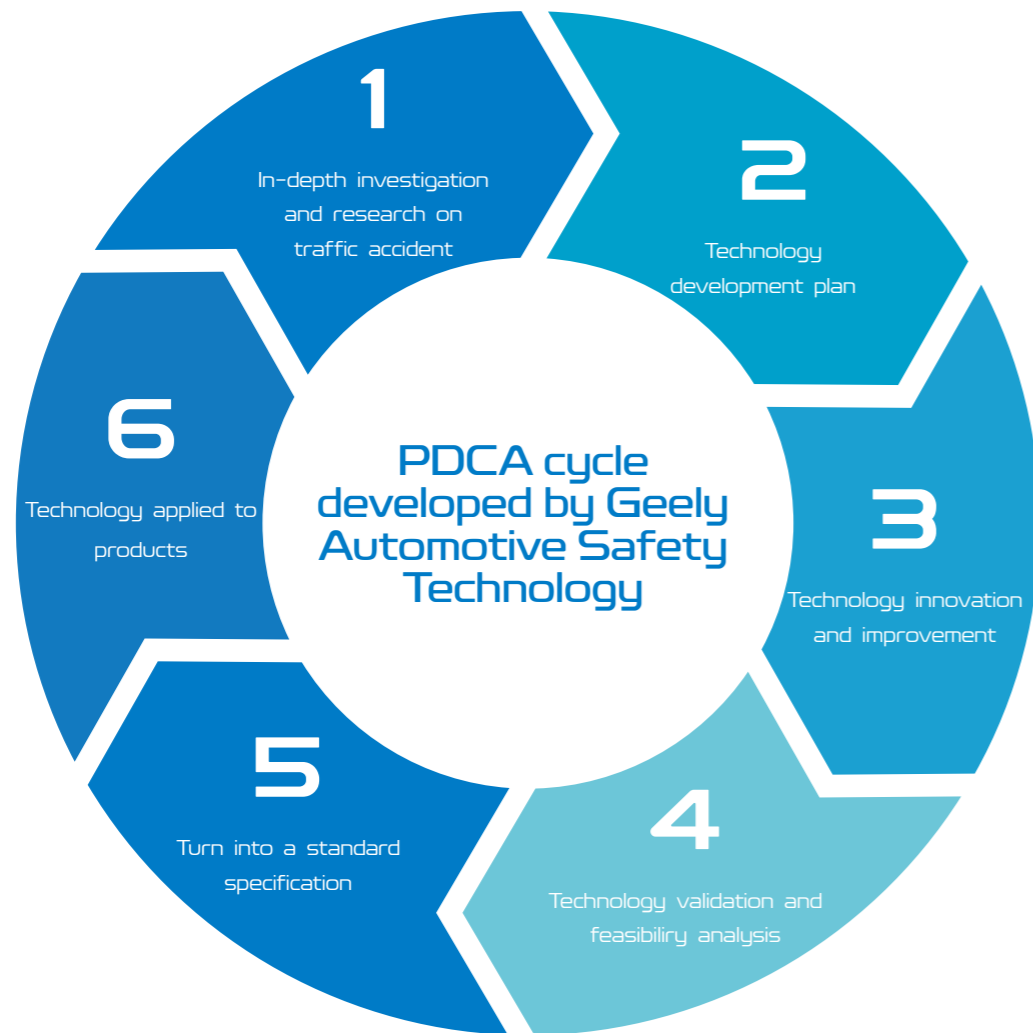 1
In-depth investigation
and research on
traffic accident
2
Technology
development plan
3
Technology innovation
and improvement
4
Technology validation and
feasibiliry analysis
5
Turn into a standard
specification
6
Technology applied to
products
PDCA cycle
developed by Geely
Automotive Safety
Technology